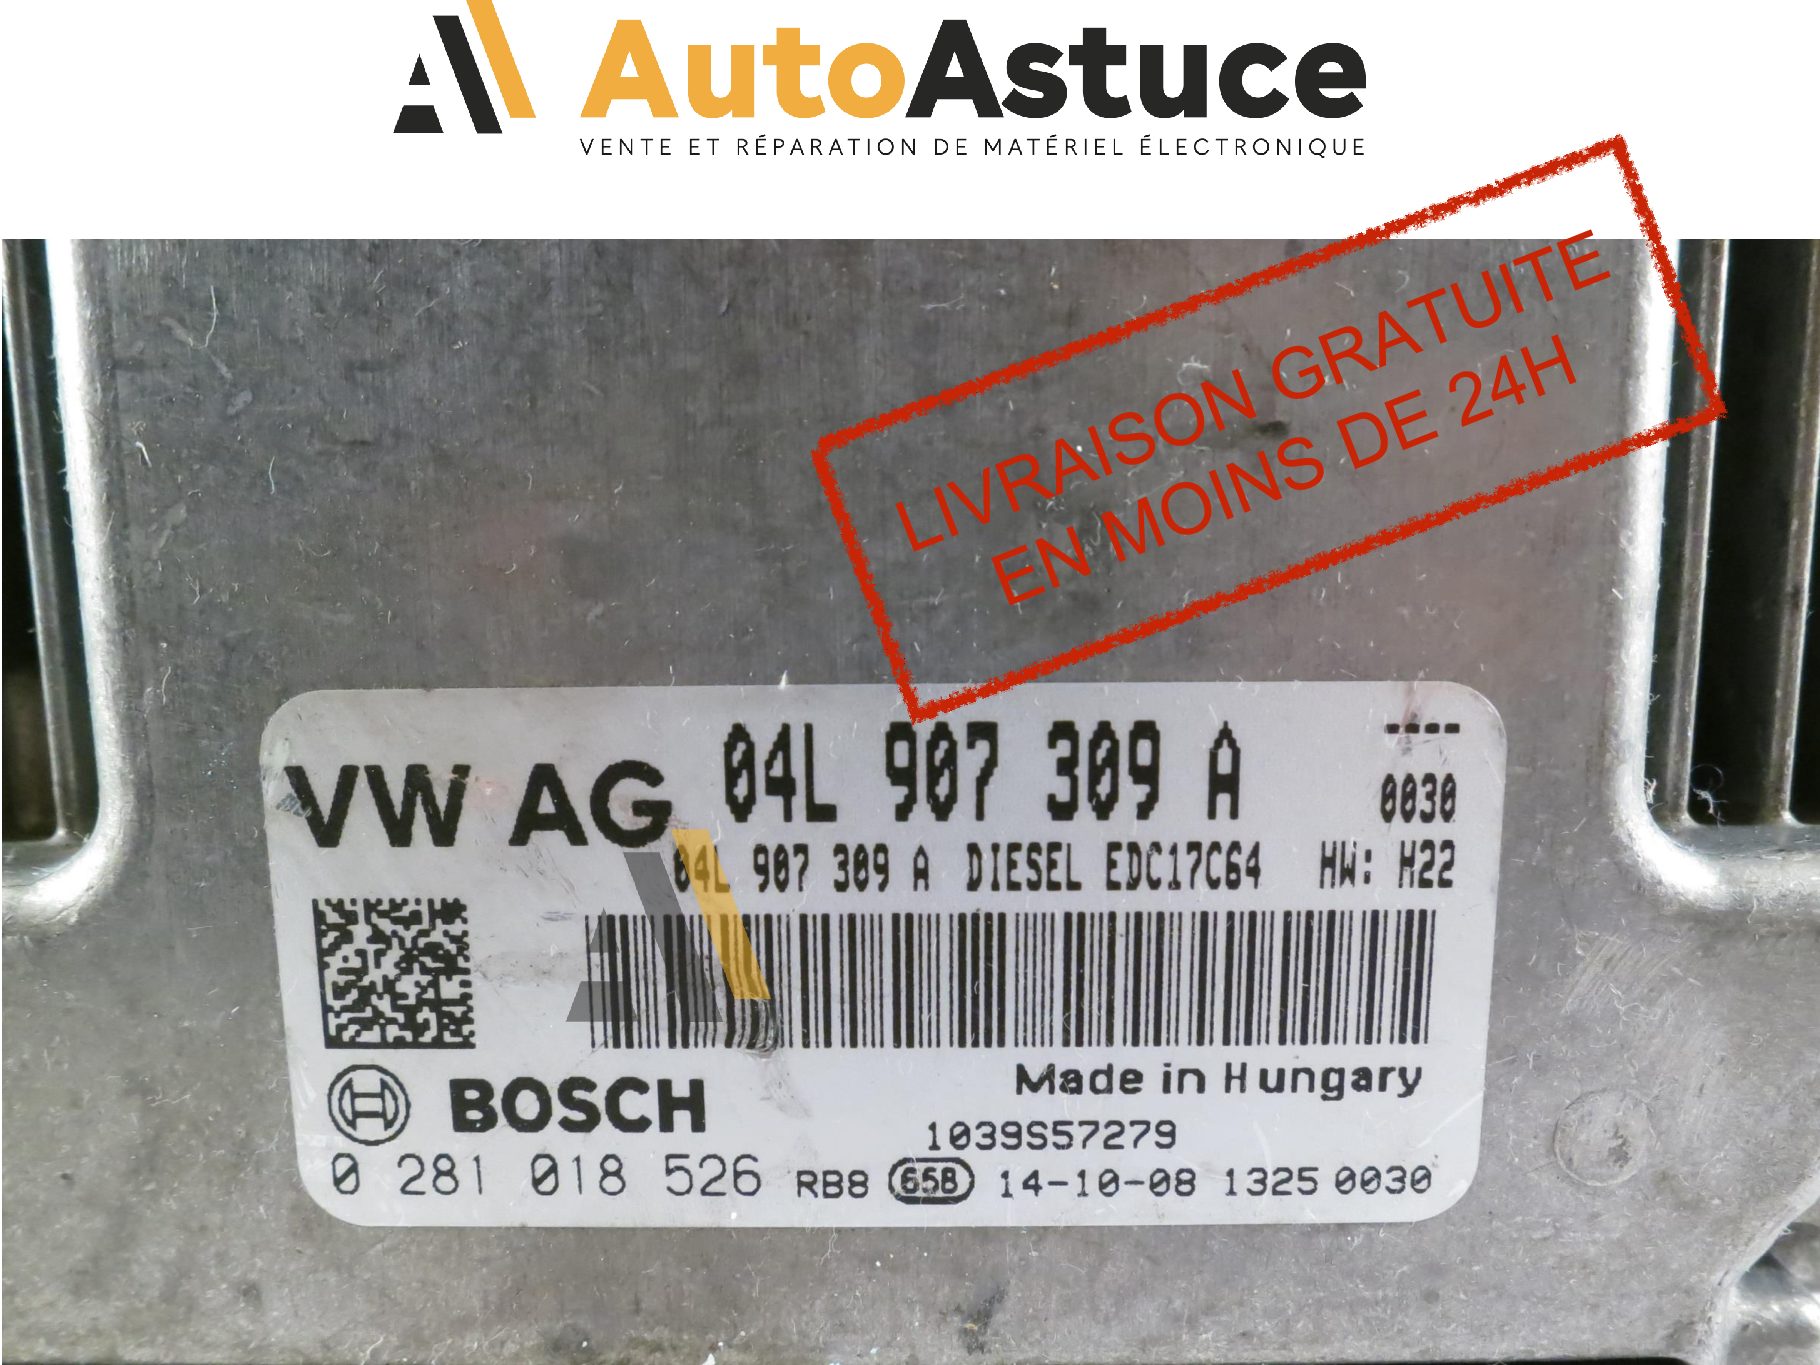 AutoAstuce
VENTE ET RÉPARATION DE MATÉRIEL ÉLECTRONIQUE
LIVRAISON GRATUITE
EN MOINS DE 24H
VW AG 04L 907 309 A ----
0030
04L 907 309 A DIESEL EDC17C64 HW: H22
Made in Hungary
BOSCH
1039S57279
0 281 018 526 RB8 65B 14-10-08 1325 0030